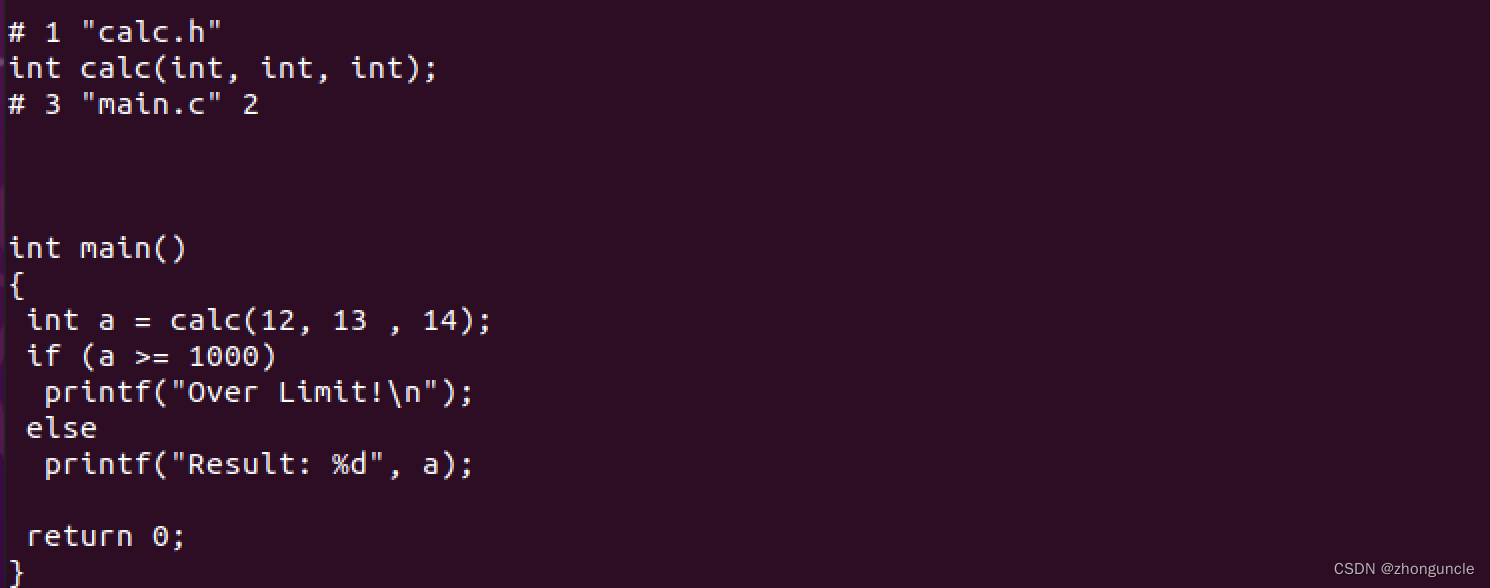 # 1 "calc.h"
int calc(int, int, int);
# 3 "main.c" 2
int main()
{
 int a = calc(12, 13 , 14);
 if (a >= 1000)
  printf("Over Limit!\n");
 else
  printf("Result: %d", a);
 return 0;
}
CSDN @zhonguncle